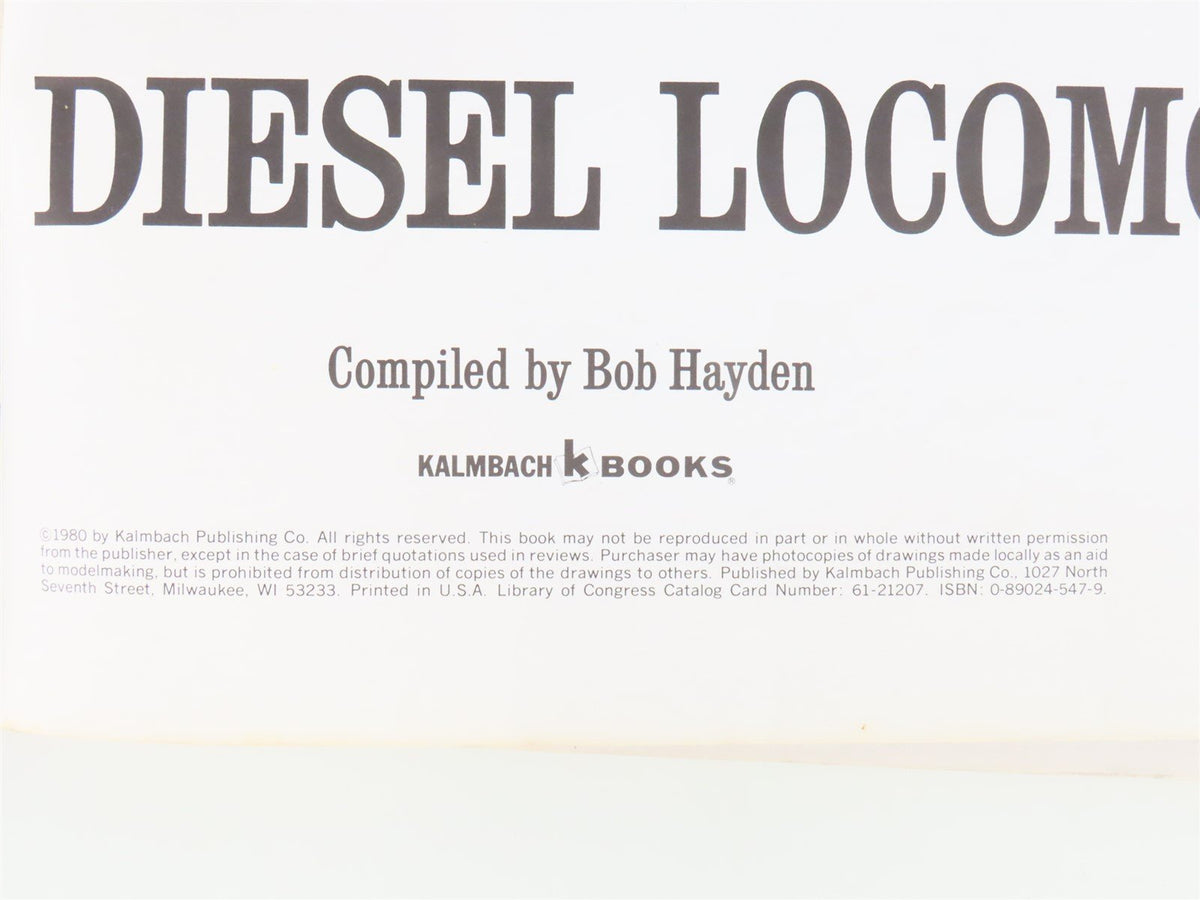 DIESEL LOCOMO
Compiled by Bob Hayden
KALMBACH k BOOKS®
©1980 by Kalmbach Publishing Co. All rights reserved. This book may not be reproduced in part or in whole without written permission
from the publisher, except in the case of brief quotations used in reviews. Purchaser may have photocopies of drawings made locally as an aid
to modelmaking, but is prohibited from distribution of copies of the drawings to others. Published by Kalmbach Publishing Co., 1027 North
Seventh Street, Milwaukee, WI 53233. Printed in U.S.A. Library of Congress Catalog Card Number: 61-21207. ISBN: 0-89024-547-9.